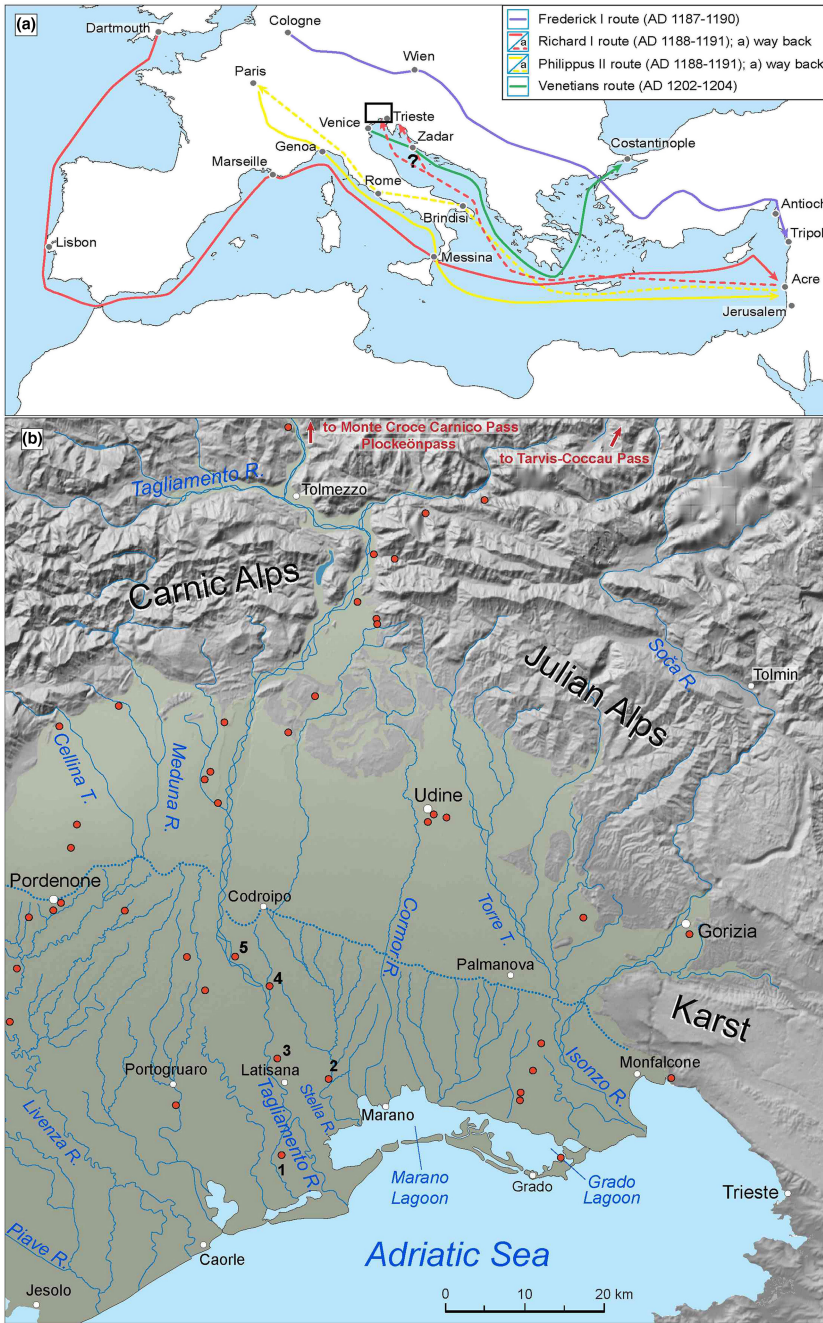 (a)
Dartmouth
Cologne
Wien
Paris
Trieste
Venice
Zadar
?
Genoa
Marseille
Rome
Brindisi
Lisbon
Messina
Costantinople
Antioch
Tripol
Acre
Jerusalem
Frederick I route (AD 1187-1190)
a
Richard I route (AD 1188-1191); a) way back
a
Philippus II route (AD 1188-1191); a) way back
Venetians route (AD 1202-1204)
(b)
to Monte Croce Carnico Pass
Plockeönpass
to Tarvis-Coccau Pass
Tagliamento R.
Tolmezzo
Carnic Alps
Julian Alps
Soča R.
Tolmin
Cellina T.
Meduna R.
Udine
Pordenone
Codroipo
Cormor R.
Torre T.
Gorizia
Palmanova
5
4
Karst
3
2
Portogruaro
Latisana
Stella R.
Isonzo R.
Monfalcone
Livenza R.
Tagliamento R.
Marano
1
Marano
Lagoon
Grado
Grado
Lagoon
Trieste
Piave R.
Caorle
Adriatic Sea
Jesolo
0 10 20 km